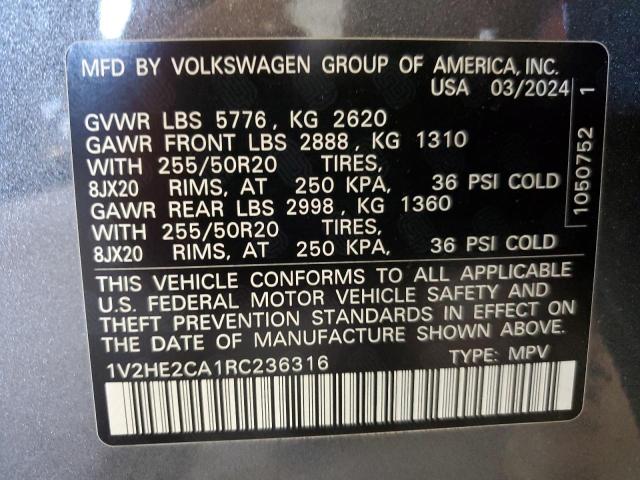 MFD BY VOLKSWAGEN GROUP OF AMERICA, INC.
USA 03/2024
GVWR LBS 5776, KG 2620
GAWR FRONT LBS 2888, KG 1310
WITH 255/50R20 TIRES,
8JX20 RIMS, AT 250 KPA, 36 PSI COLD
GAWR REAR LBS 2998, KG 1360
WITH 255/50R20 TIRES,
8JX20 RIMS, AT 250 KPA, 36 PSI COLD
1050752 1
THIS VEHICLE CONFORMS TO ALL APPLICABLE
U.S. FEDERAL MOTOR VEHICLE SAFETY AND
THEFT PREVENTION STANDARDS IN EFFECT ON
THE DATE OF MANUFACTURE SHOWN ABOVE.
1V2HE2CA1RC236316 TYPE: MPV